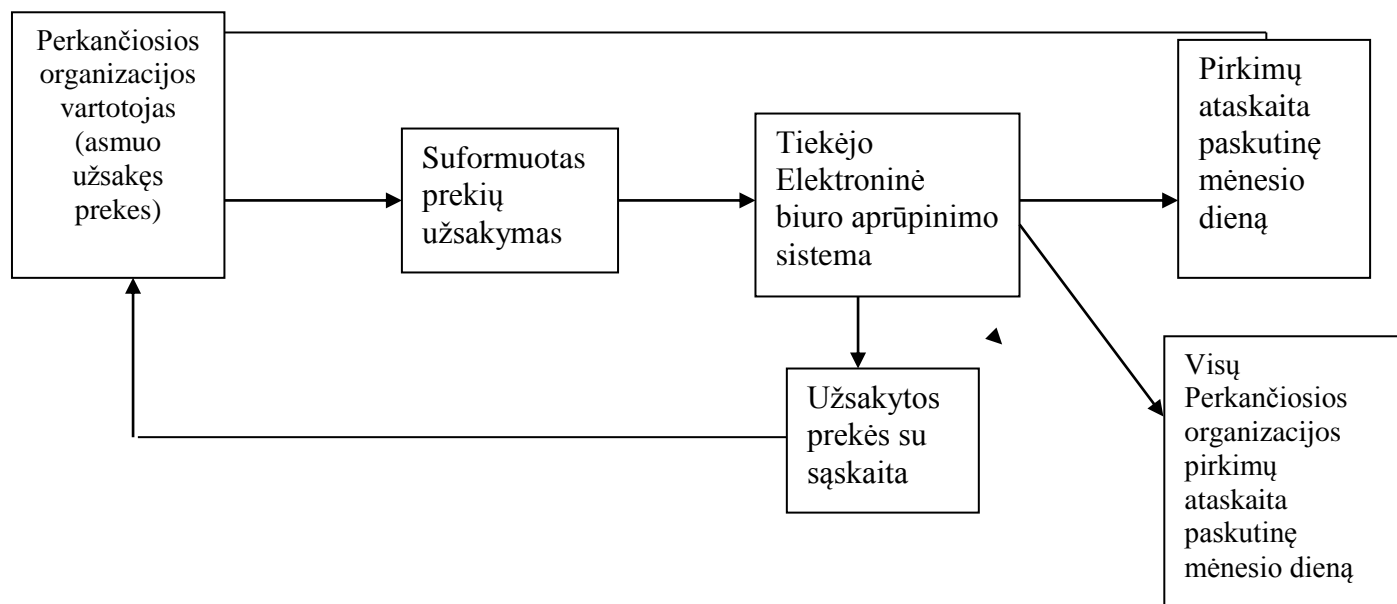 Perkančiosios
organizacijos
vartotojas
(asmuo
užsakęs
prekes)
Suformuotas
prekių
užsakymas
Tiekėjo
Elektroninė
biuro aprūpinimo
sistema
Pirkimų
ataskaita
paskutinę
mėnesio
dieną
Užsakytos
prekės su
sąskaita
Visų
Perkančiosios
organizacijos
pirkimų
ataskaita
paskutinę
mėnesio dieną